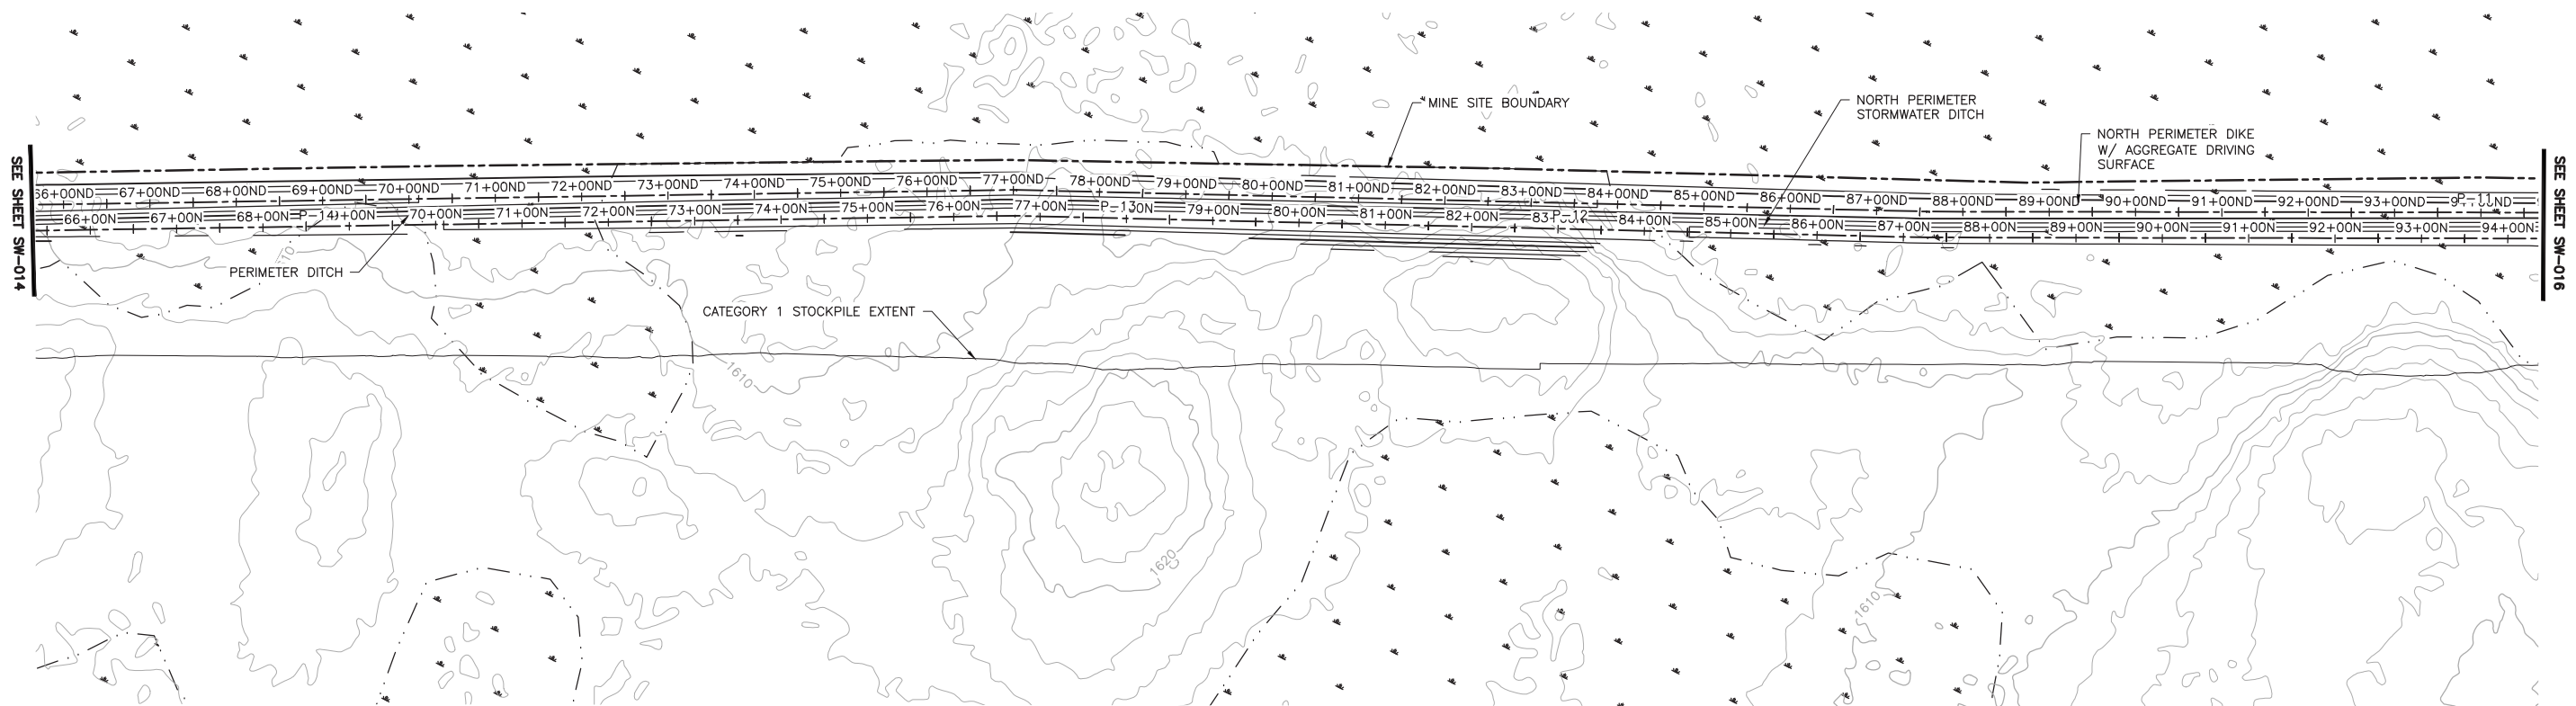 MINE SITE BOUNDARY
NORTH PERIMETER
STORMWATER DITCH
NORTH PERIMETER DIKE
W/ AGGREGATE DRIVING
SURFACE
SEE SHEET SW-014
SEE SHEET SW-016
66+00ND 67+00ND 68+00ND 69+00ND 70+00ND 71+00ND 72+00ND 73+00ND 74+00ND 75+00ND 76+00ND 77+00ND 78+00ND 79+00ND 80+00ND 81+00ND 82+00ND 83+00ND 84+00ND 85+00ND 86+00ND 87+00ND 88+00ND 89+00ND 90+00ND 91+00ND 92+00ND 93+00ND P-11
66+00N 67+00N 68+00N P-14 70+00N 71+00N 72+00N 73+00N 74+00N 75+00N 76+00N 77+00N P-13 79+00N 80+00N 81+00N 82+00N P-12 84+00N 85+00N 86+00N 87+00N 88+00N 89+00N 90+00N 91+00N 92+00N 93+00N 94+00N
PERIMETER DITCH
CATEGORY 1 STOCKPILE EXTENT
1610
1620
1610